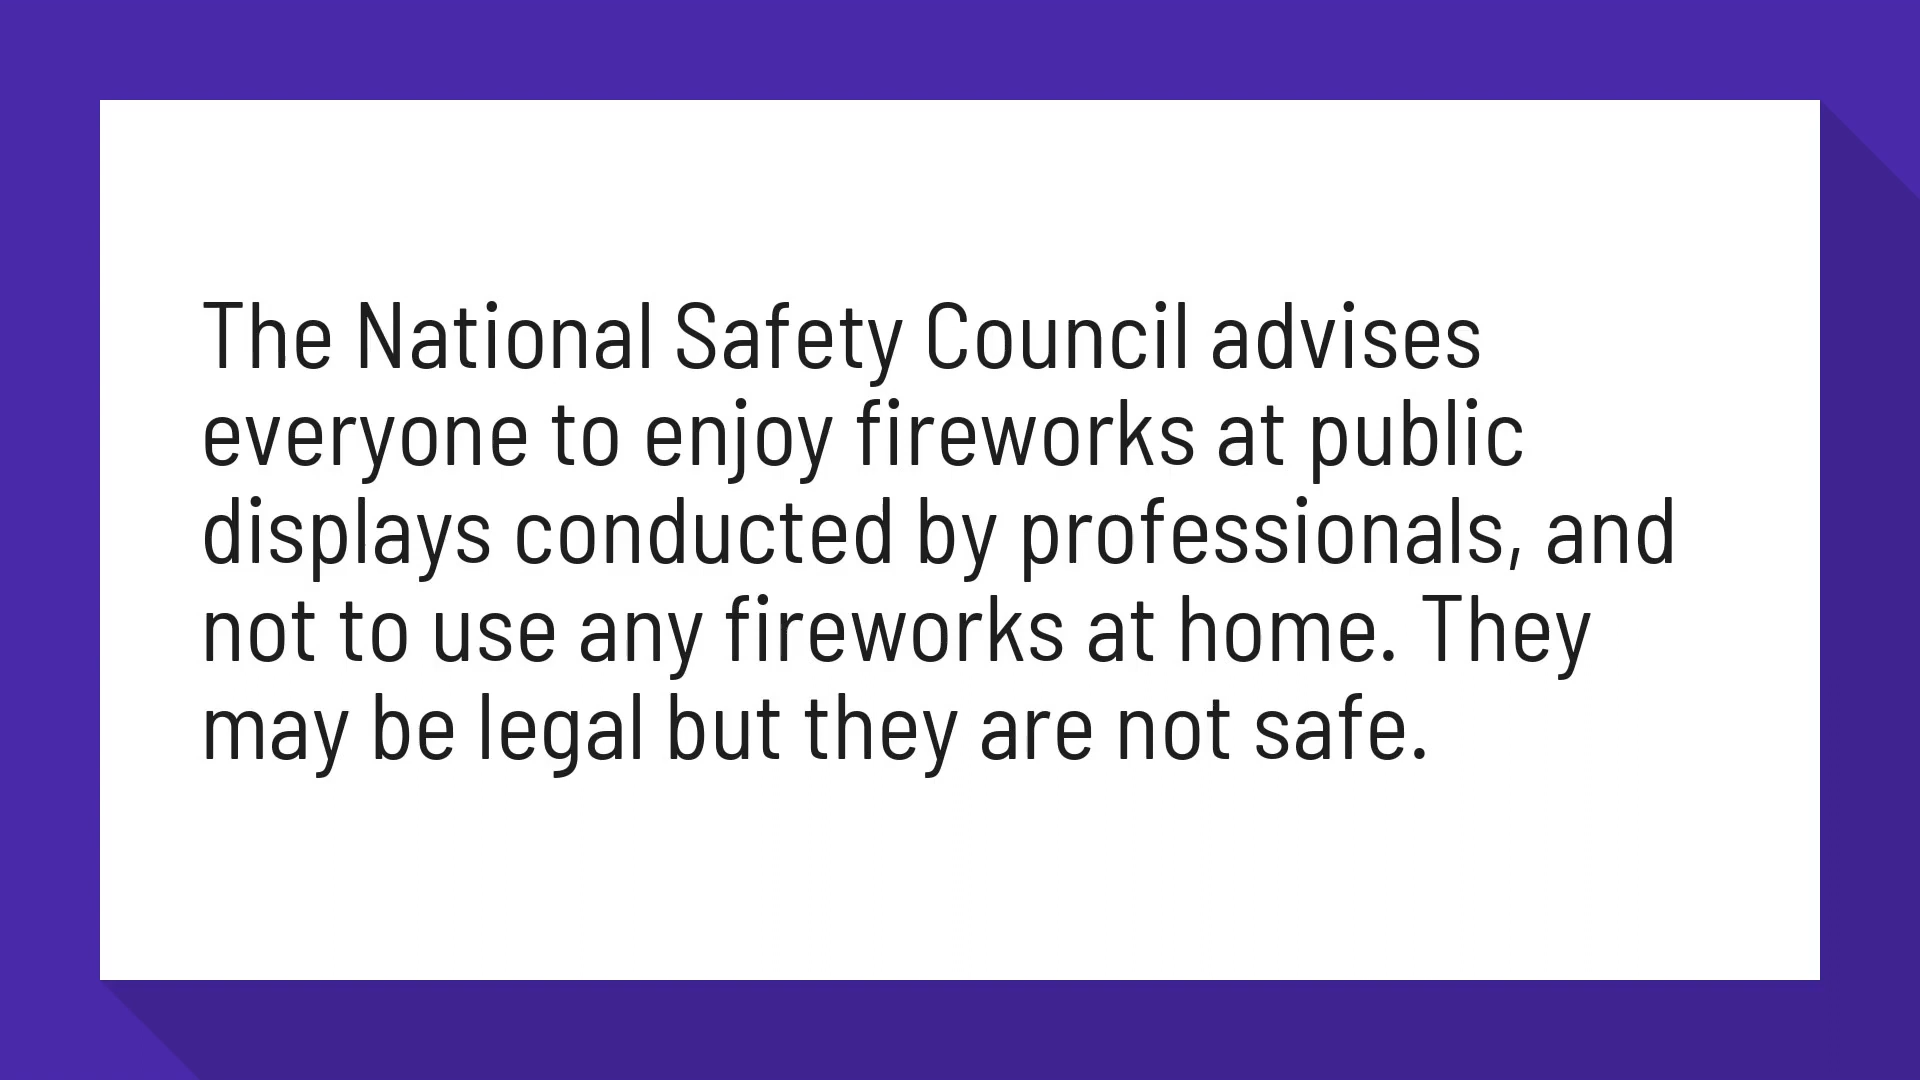 The National Safety Council advises
everyone to enjoy fireworks at public
displays conducted by professionals, and
not to use any fireworks at home. They
may be legal but they are not safe.